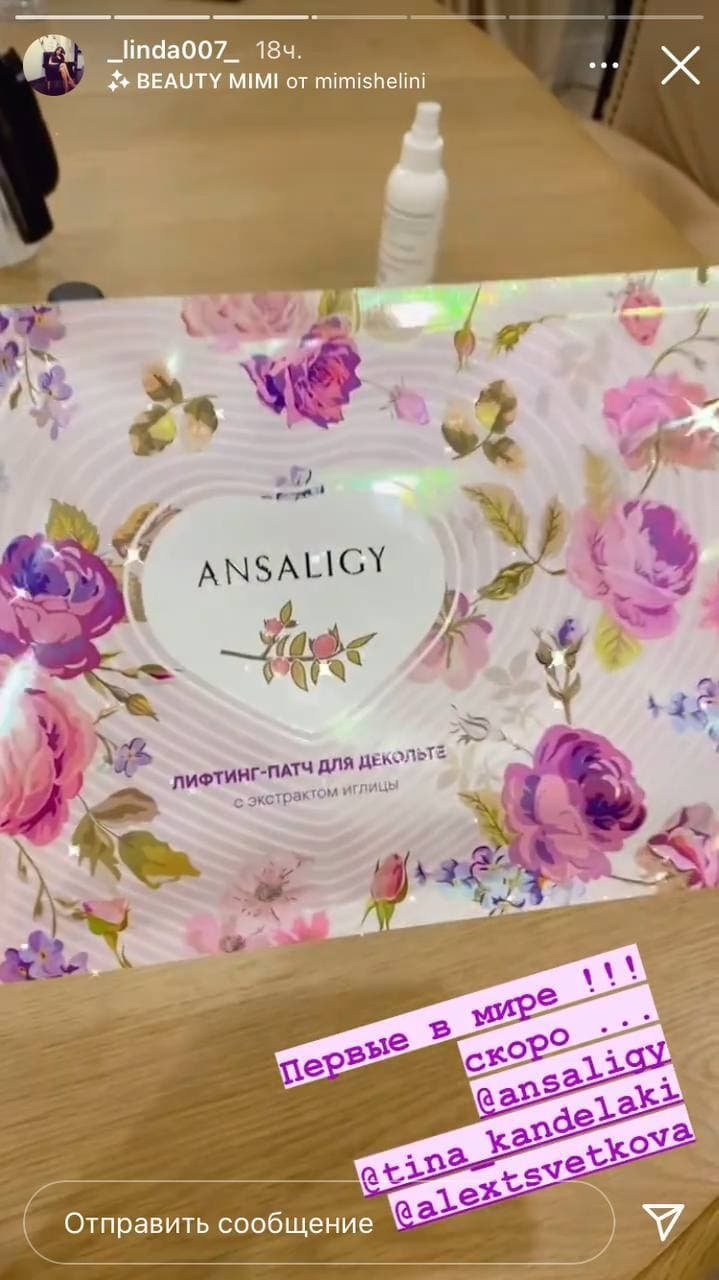 _linda007_ 18ч.
BEAUTY MIMI от mimishelini
ANSALIGY
ЛИФТИНГ-ПАТЧ ДЛЯ ДЕКОЛЬТЕ
С ЭКСТРАКТОМ ИГЛИЦЫ
Первые в мире !!!
скоро ...
@ansaligy
@tina_kandelaki
@alextsvetkova
Отправить сообщение